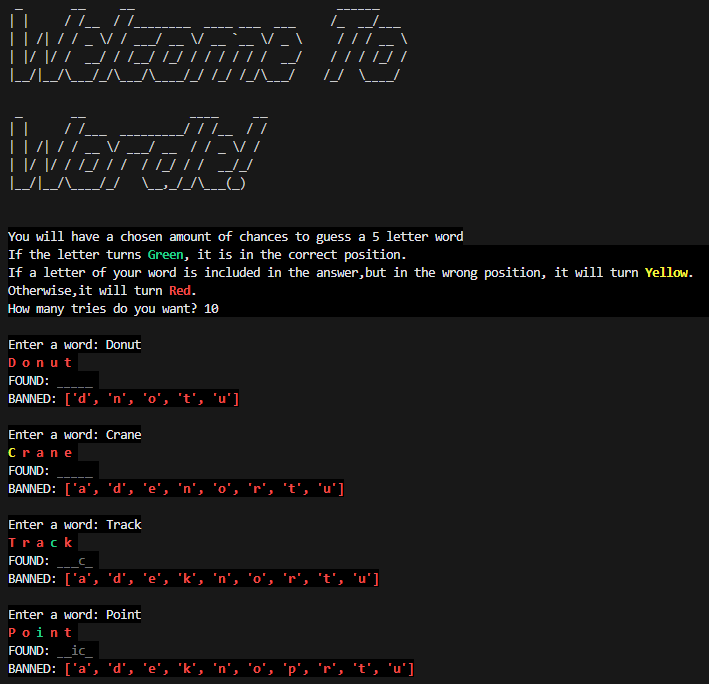 Welcome To
Wordle!
You will have a chosen amount of chances to guess a 5 letter word
If the letter turns Green, it is in the correct position.
If a letter of your word is included in the answer,but in the wrong position, it will turn Yellow.
Otherwise,it will turn Red.
How many tries do you want? 10
Enter a word: Donut
D o n u t
FOUND: _____
BANNED: ['d', 'n', 'o', 't', 'u']
Enter a word: Crane
C r a n e
FOUND: _____
BANNED: ['a', 'd', 'e', 'n', 'o', 'r', 't', 'u']
Enter a word: Track
T r a c k
FOUND: ___c_
BANNED: ['a', 'd', 'e', 'k', 'n', 'o', 'r', 't', 'u']
Enter a word: Point
P o i n t
FOUND: __ic_
BANNED: ['a', 'd', 'e', 'k', 'n', 'o', 'p', 'r', 't', 'u']